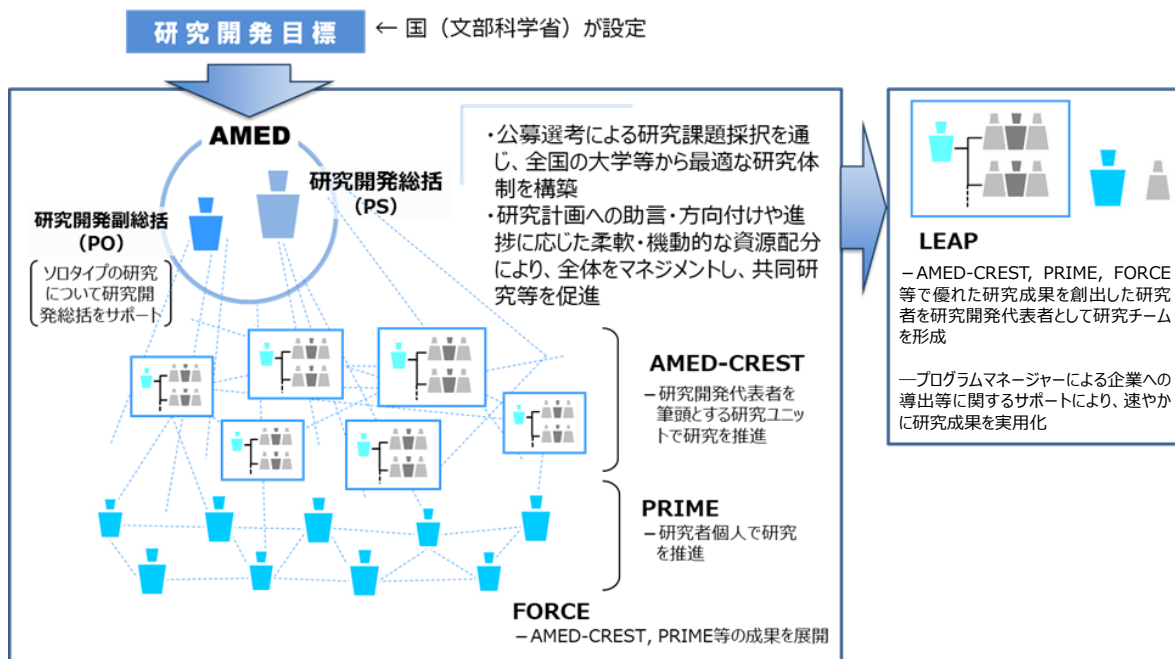 研究開発目標
← 国（文部科学省）が設定
AMED
研究開発総括
（PS）
研究開発副総括
（PO）
ソロタイプの研究
について研究開
発総括をサポート
・公募選考による研究課題採択を通
じ、全国の大学等から最適な研究体
制を構築
・研究計画への助言・方向付けや進
捗に応じた柔軟・機動的な資源配分
により、全体をマネジメントし、共同研
究等を促進
AMED-CREST
－研究開発代表者を
筆頭とする研究ユニッ
トで研究を推進
PRIME
－研究者個人で研究
を推進
FORCE
－AMED-CREST, PRIME等の成果を展開
LEAP
－AMED-CREST, PRIME, FORCE
等で優れた研究成果を創出した研究
者を研究開発代表者として研究チーム
を形成
―プログラムマネージャーによる企業への
導出等に関するサポートにより、速やか
に研究成果を実用化